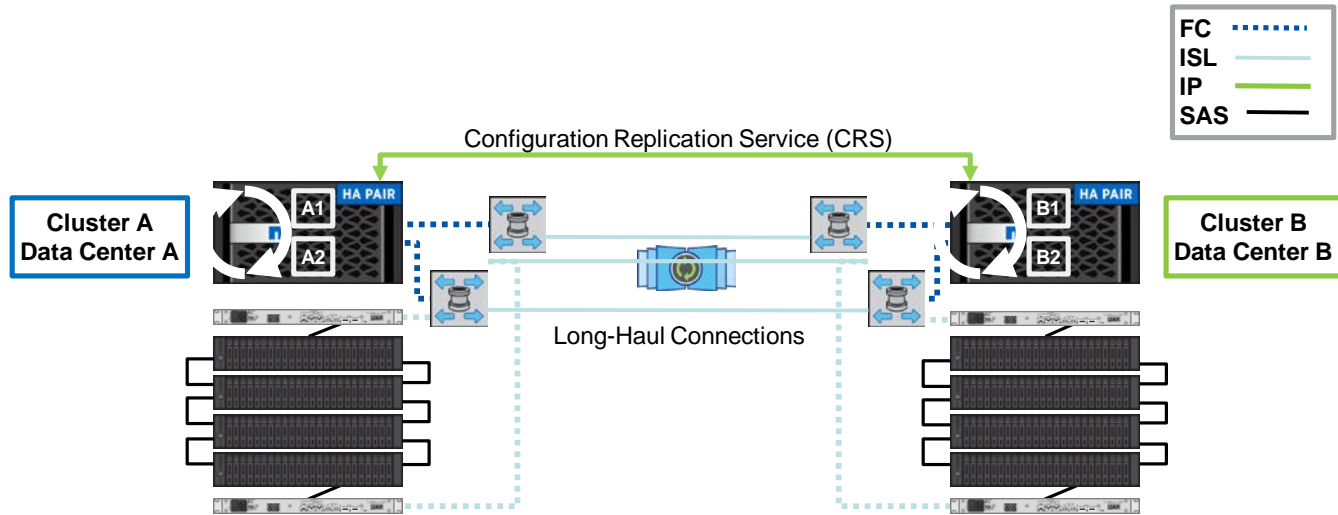 FC
ISL
IP
SAS
Configuration Replication Service (CRS)
HA PAIR
A1
A2
Cluster A
Data Center A
HA PAIR
B1
B2
Cluster B
Data Center B
Long-Haul Connections